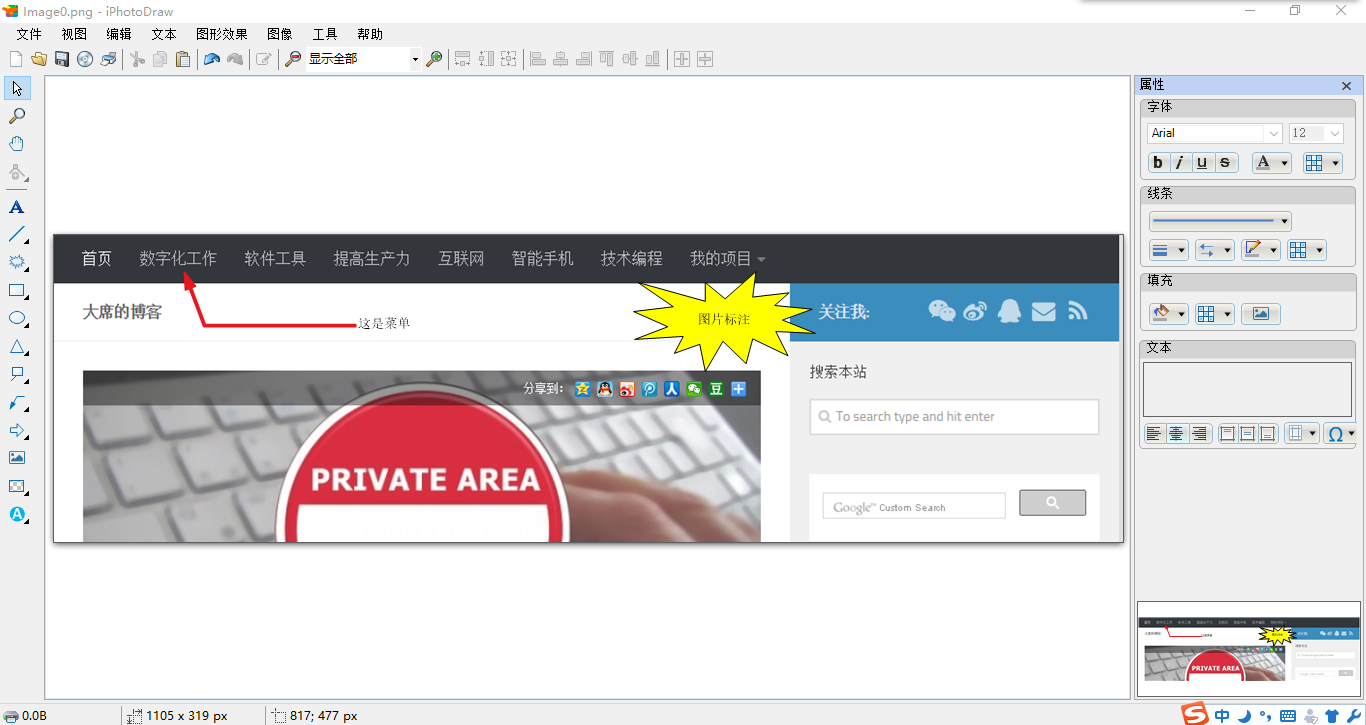 Image0.png - iPhotoDraw
文件 视图 编辑 文本 图形效果 图像 工具 帮助
显示全部
属性
字体
Arial 12
b i u s A
线条
填充
文本
Ω
A
A
首页 数字化工作 软件工具 提高生产力 互联网 智能手机 技术编程 我的项目
大席的博客
这是菜单
图片标注
关注我:
分享到:
人
豆
PRIVATE AREA
搜索本站
To search type and hit enter
Google™ Custom Search
PRIVATE AREA
0.0B 1105 x 319 px 817; 477 px
S 中